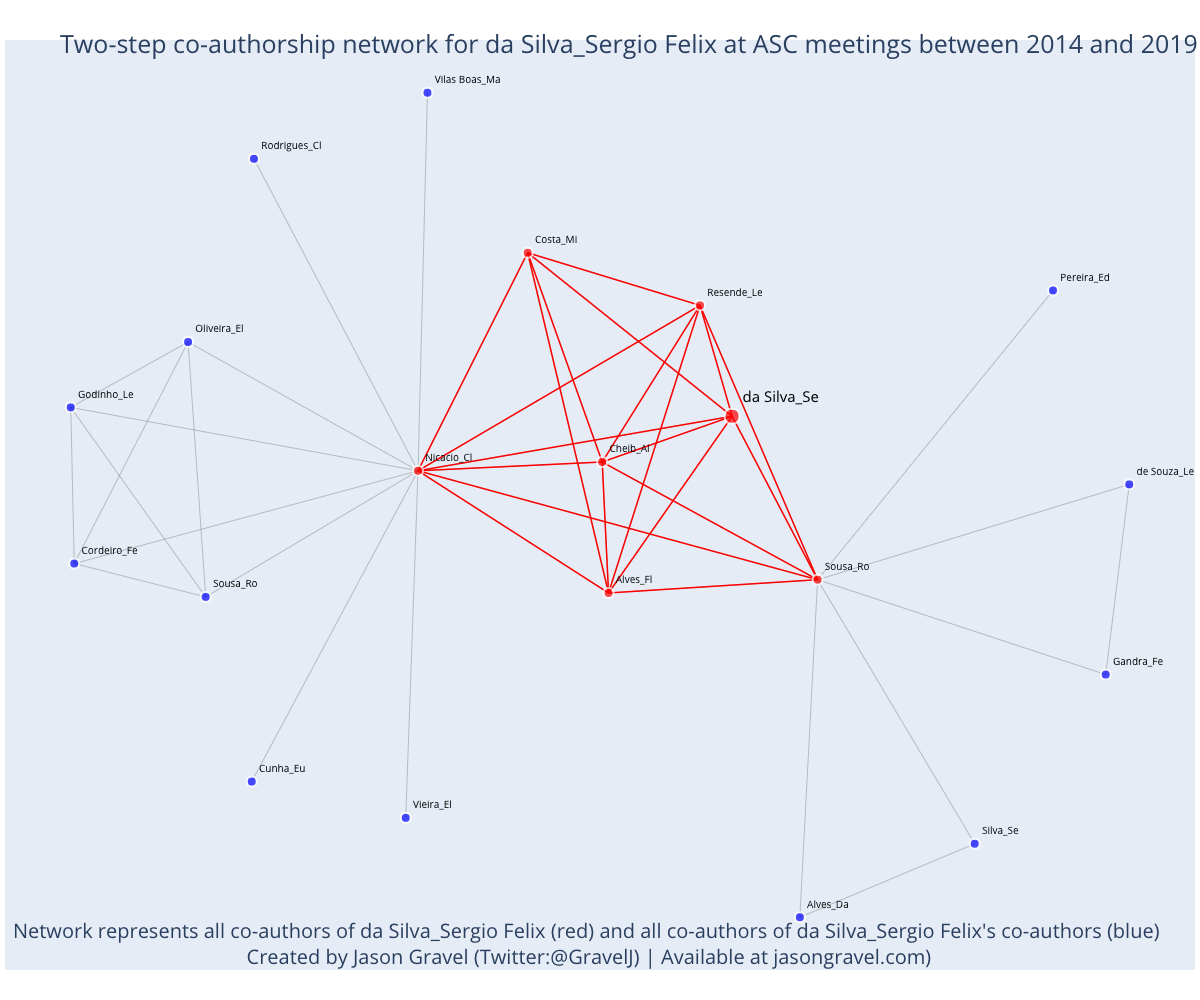 Two-step co-authorship network for da Silva_Sergio Felix at ASC meetings between 2014 and 2019
Vilas Boas_Ma
Rodrigues_Cl
Costa_Mi
Pereira_Ed
Resende_Le
Oliveira_El
Godinho_Le
da Silva_Se
Cheib_Al
Nicacio_Cl
de Souza_Le
Cordeiro_Fe
Sousa_Ro
Alves_Fl
Sousa_Ro
Gandra_Fe
Cunha_Eu
Vieira_El
Silva_Se
Alves_Da
Network represents all co-authors of da Silva_Sergio Felix (red) and all co-authors of da Silva_Sergio Felix's co-authors (blue)
Created by Jason Gravel (Twitter:@GravelJ) | Available at jasongravel.com)